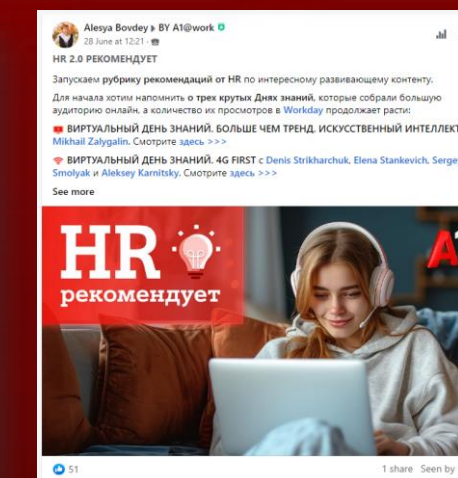 Alesya Bovdey ▸ BY A1@work
28 June at 12:21 ·
HR 2.0 РЕКОМЕНДУЕТ
Запускаем рубрику рекомендаций от HR по интересному развивающему контенту.
Для начала хотим напомнить о трех крутых Днях знаний, которые собрали большую
аудиторию онлайн, а количество их просмотров в Workday продолжает расти:
ВИРТУАЛЬНЫЙ ДЕНЬ ЗНАНИЙ. БОЛЬШЕ ЧЕМ ТРЕНД. ИСКУССТВЕННЫЙ ИНТЕЛЛЕКТ
Mikhail Zalygalin. Смотрите здесь >>>
ВИРТУАЛЬНЫЙ ДЕНЬ ЗНАНИЙ. 4G FIRST с Denis Strikharchuk, Elena Stankevich, Serge
Smolyak и Aleksey Karnitsky. Смотрите здесь >>>
See more
HR
рекомендует
A1
51
1 share Seen by